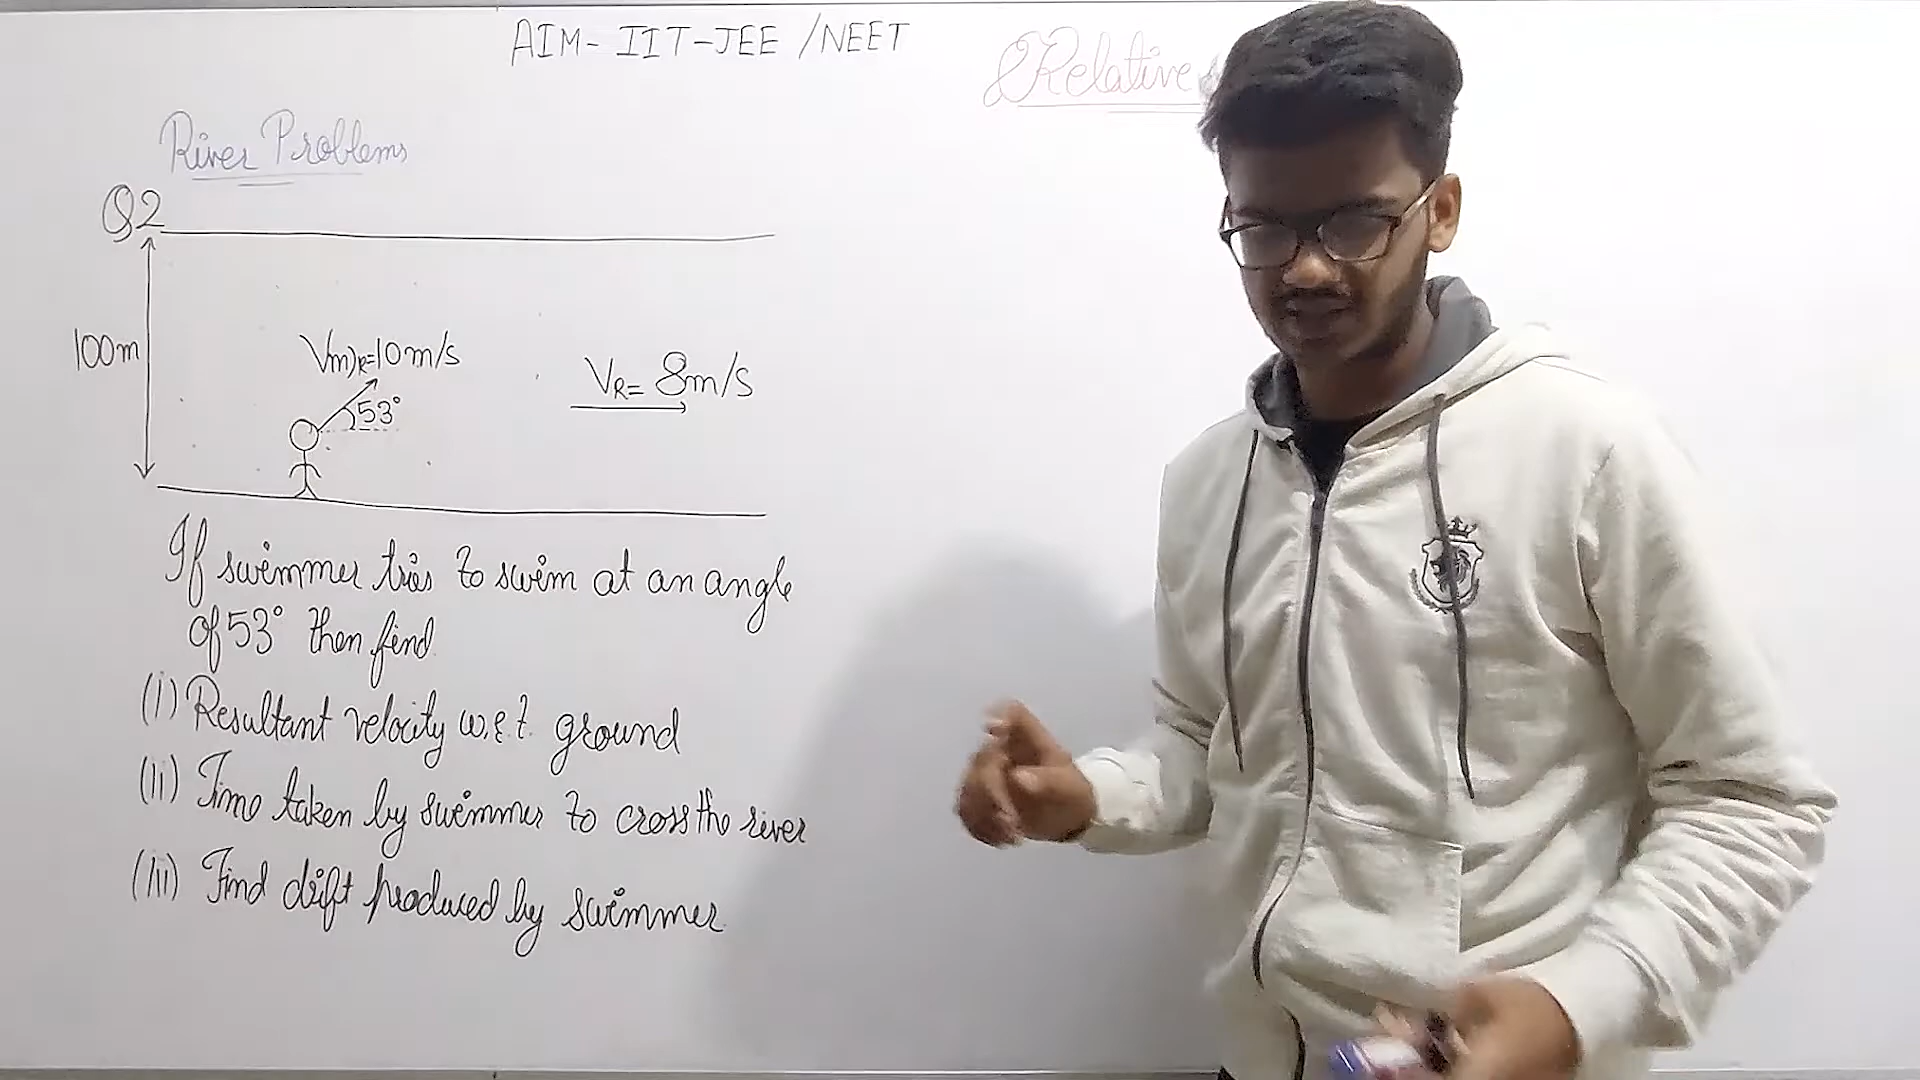 AIM- IIT-JEE /NEET
Relative
River Problems
Q2
100m
Vm)R=10m/s
53°
VR= 8m/s
If swimmer tries to swim at an angle
of 53° then find
(i) Resultant velocity w.r.t. ground
(ii) Time taken by swimmer to cross the river
(iii) Find drift produced by swimmer.